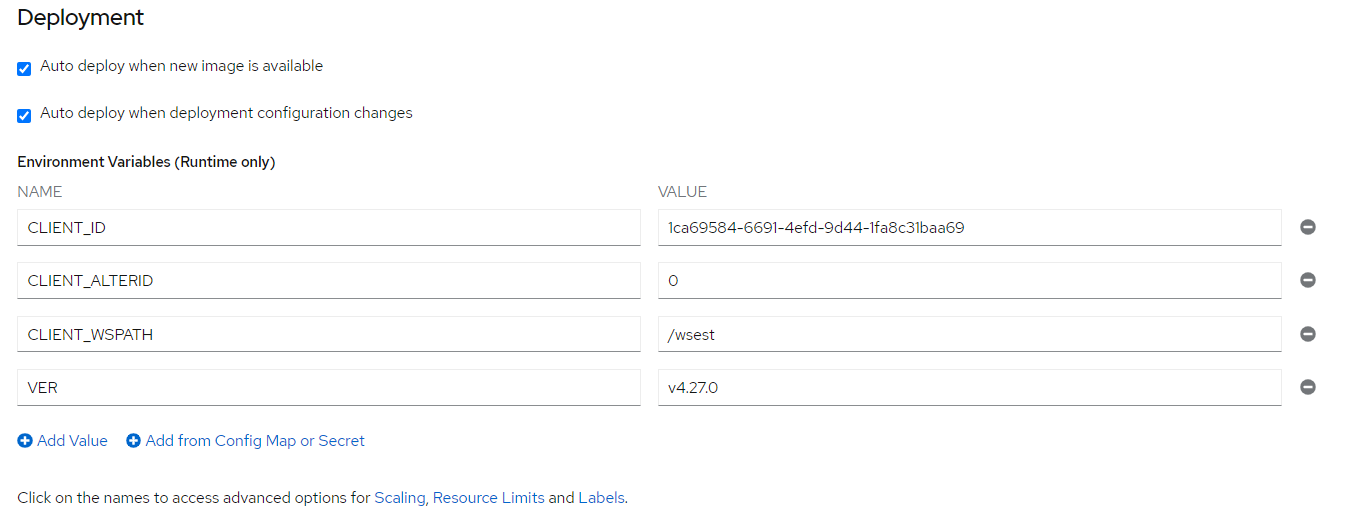 Deployment
Auto deploy when new image is available
Auto deploy when deployment configuration changes
Environment Variables (Runtime only)
NAME VALUE
CLIENT_ID 1ca69584-6691-4efd-9d44-1fa8c31baa69
CLIENT_ALTERID 0
CLIENT_WSPATH /wsest
VER v4.27.0
Add Value Add from Config Map or Secret
Click on the names to access advanced options for Scaling, Resource Limits and Labels.